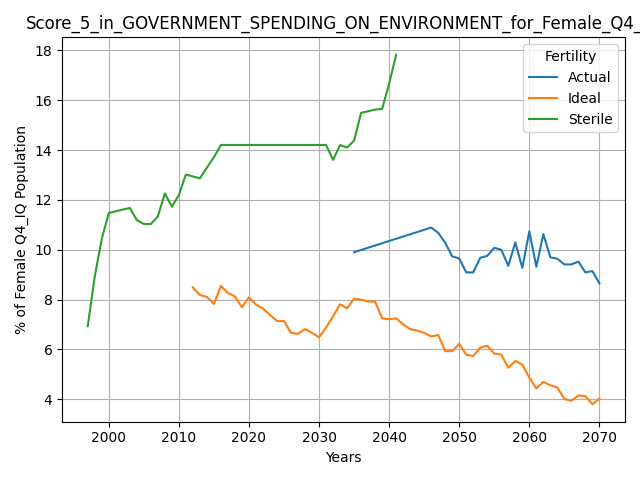 Score_5_in_GOVERNMENT_SPENDING_ON_ENVIRONMENT_for_Female_Q4_
18
16
14
12
10
8
6
4
% of Female Q4_IQ Population
Fertility
Actual
Ideal
Sterile
2000 2010 2020 2030 2040 2050 2060 2070
Years